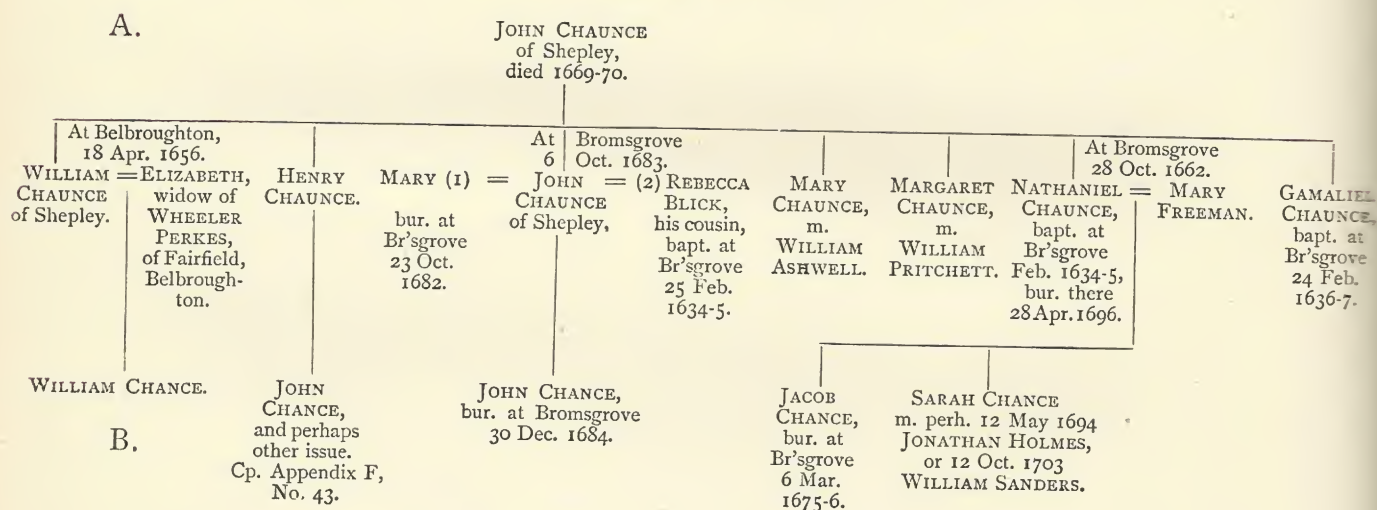 A.
JOHN CHAUNCE
of Shepley,
died 1669-70.
At Belbroughton,
18 Apr. 1656.
WILLIAM = ELIZABETH,
CHAUNCE widow of
of Shepley. WHEELER
PERKES,
of Fairfield,
Belbrough-
ton.
HENRY
CHAUNCE.
At Bromsgrove
6 Oct. 1683.
MARY (1) = JOHN = (2) REBECCA
CHAUNCE BLICK,
of Shepley, his cousin,
bur. at bapt. at
Br'sgrove Br'sgrove
23 Oct. 25 Feb.
1682. 1634-5.
MARY
CHAUNCE,
m.
WILLIAM
ASHWELL.
MARGARET
CHAUNCE,
m.
WILLIAM
PRITCHETT.
At Bromsgrove
28 Oct. 1662.
NATHANIEL = MARY
CHAUNCE, FREEMAN.
bapt. at
Br'sgrove
Feb. 1634-5,
bur. there
28 Apr. 1696.
GAMALIEL
CHAUNCE,
bapt. at
Br'sgrove
24 Feb.
1636-7.
B.
WILLIAM CHANCE.
JOHN
CHANCE,
and perhaps
other issue.
Cp. Appendix F,
No. 43.
JOHN CHANCE,
bur. at Bromsgrove
30 Dec. 1684.
JACOB
CHANCE,
bur. at
Br'sgrove
6 Mar.
1675-6.
SARAH CHANCE
m. perh. 12 May 1694
JONATHAN HOLMES,
or 12 Oct. 1703
WILLIAM SANDERS.